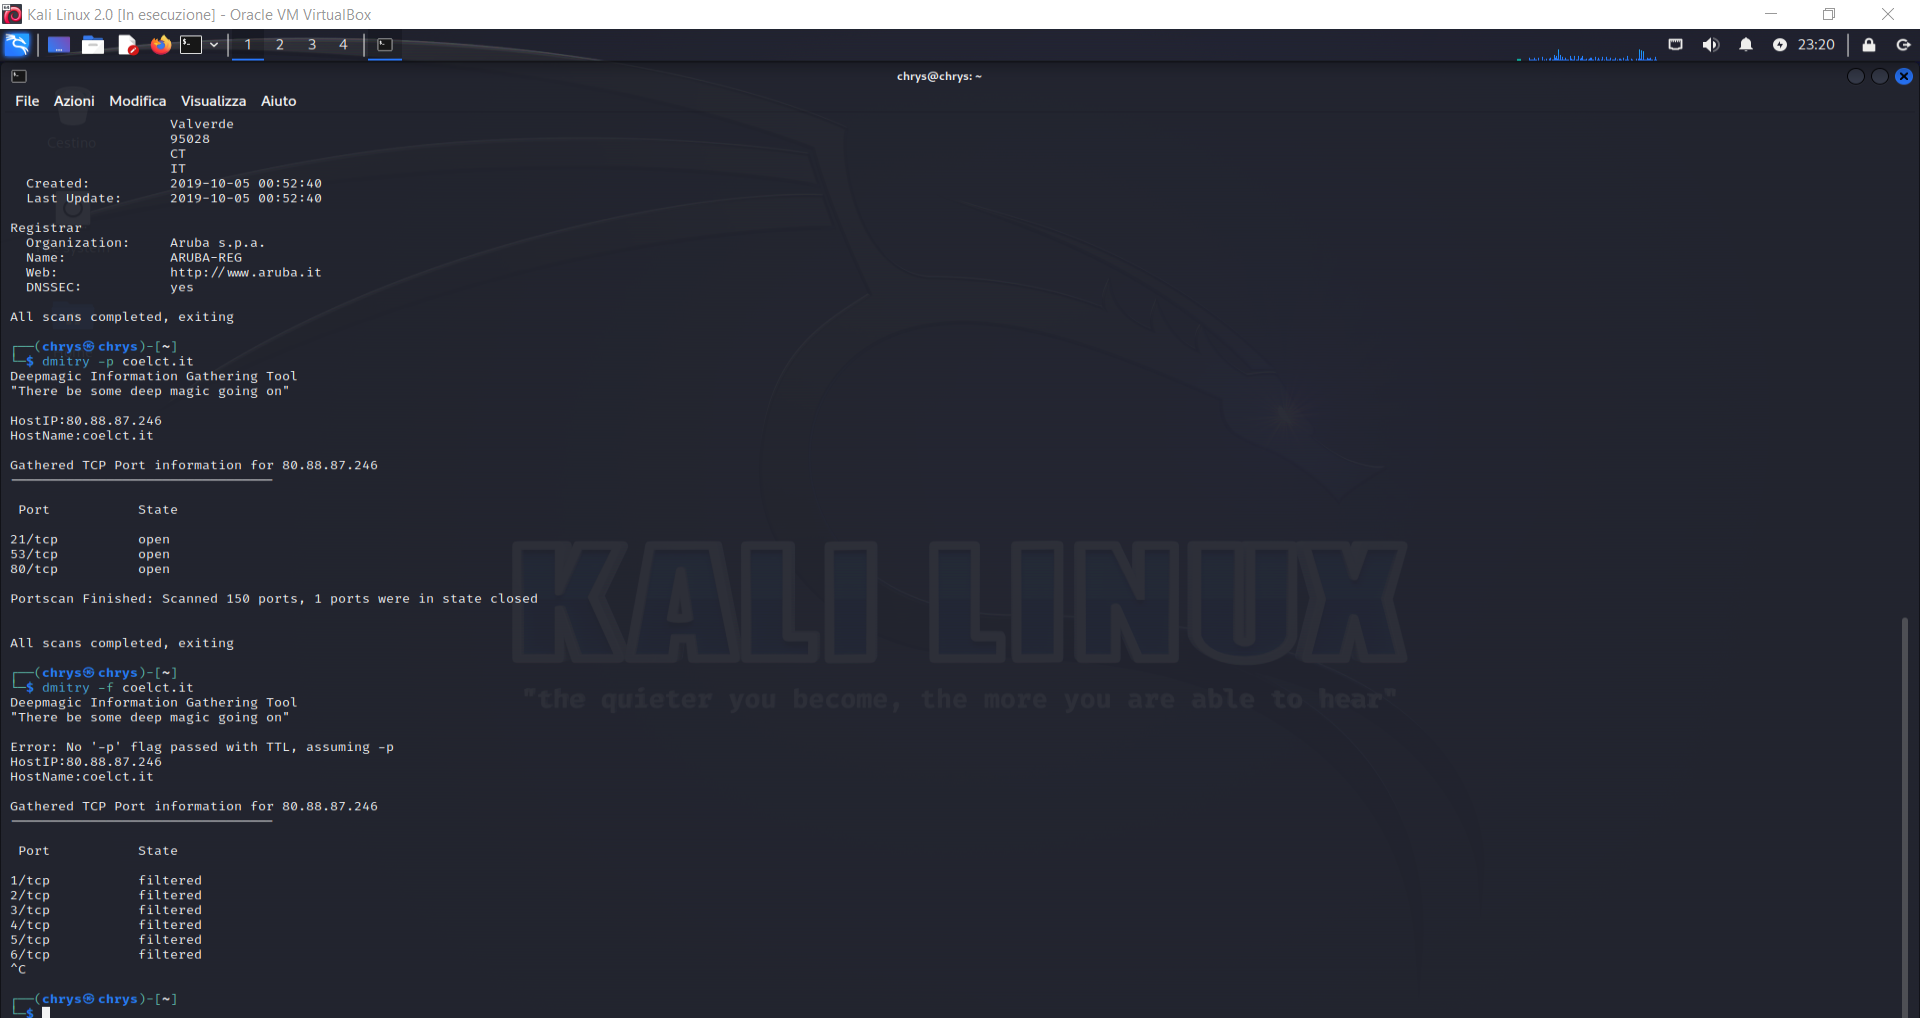 Kali Linux 2.0 [In esecuzione] - Oracle VM VirtualBox
1 2 3 4 23:20
chrys@chrys: ~
File Azioni Modifica Visualizza Aiuto
Cestino
Valverde
95028
CT
IT
Created: 2019-10-05 00:52:40
Last Update: 2019-10-05 00:52:40
Registrar
Organization: Aruba s.p.a.
Name: ARUBA-REG
Web: http://www.aruba.it
DNSSEC: yes
All scans completed, exiting
┌──(chrys㉿chrys)-[~]
└─$ dmitry -p coelct.it
Deepmagic Information Gathering Tool
"There be some deep magic going on"
HostIP:80.88.87.246
HostName:coelct.it
Gathered TCP Port information for 80.88.87.246
---------------------------------
Port State
21/tcp open
53/tcp open
80/tcp open
Portscan Finished: Scanned 150 ports, 1 ports were in state closed
All scans completed, exiting
┌──(chrys㉿chrys)-[~]
└─$ dmitry -f coelct.it
Deepmagic Information Gathering Tool
"There be some deep magic going on"
Error: No '-p' flag passed with TTL, assuming -p
HostIP:80.88.87.246
HostName:coelct.it
Gathered TCP Port information for 80.88.87.246
---------------------------------
Port State
1/tcp filtered
2/tcp filtered
3/tcp filtered
4/tcp filtered
5/tcp filtered
6/tcp filtered
^C
┌──(chrys㉿chrys)-[~]
└─$
KALI LINUX
"the quieter you become, the more you are able to hear"